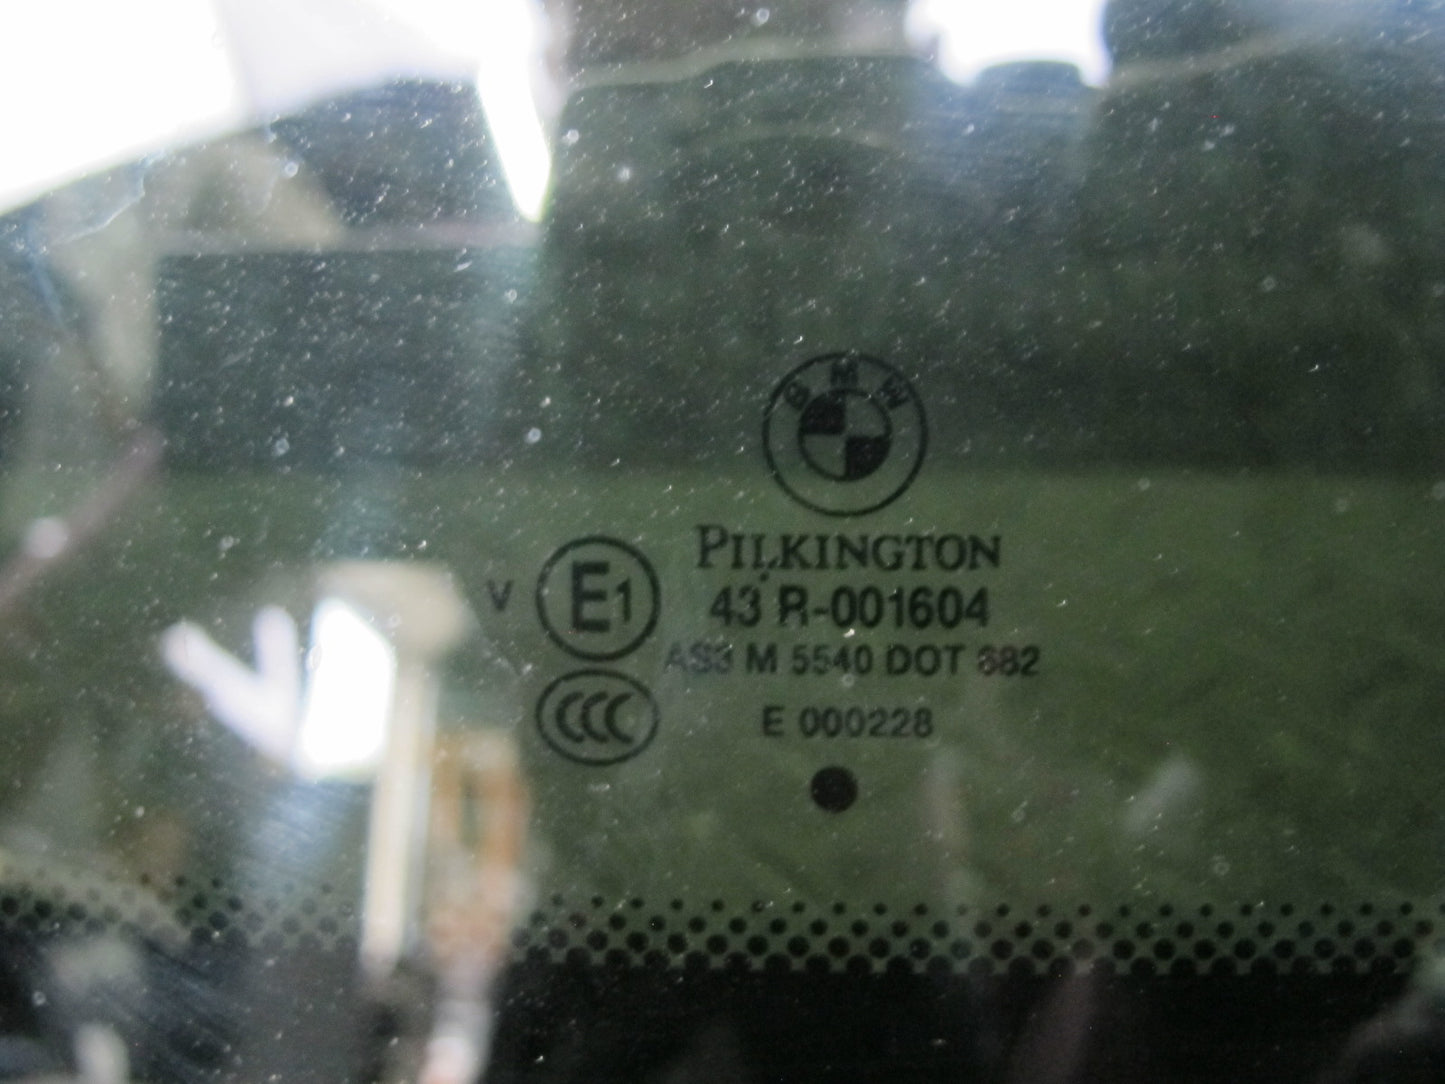 BMW
PILKINGTON
V E1 43 R-001604
AS3 M 5540 DOT 682
CCC E 000228